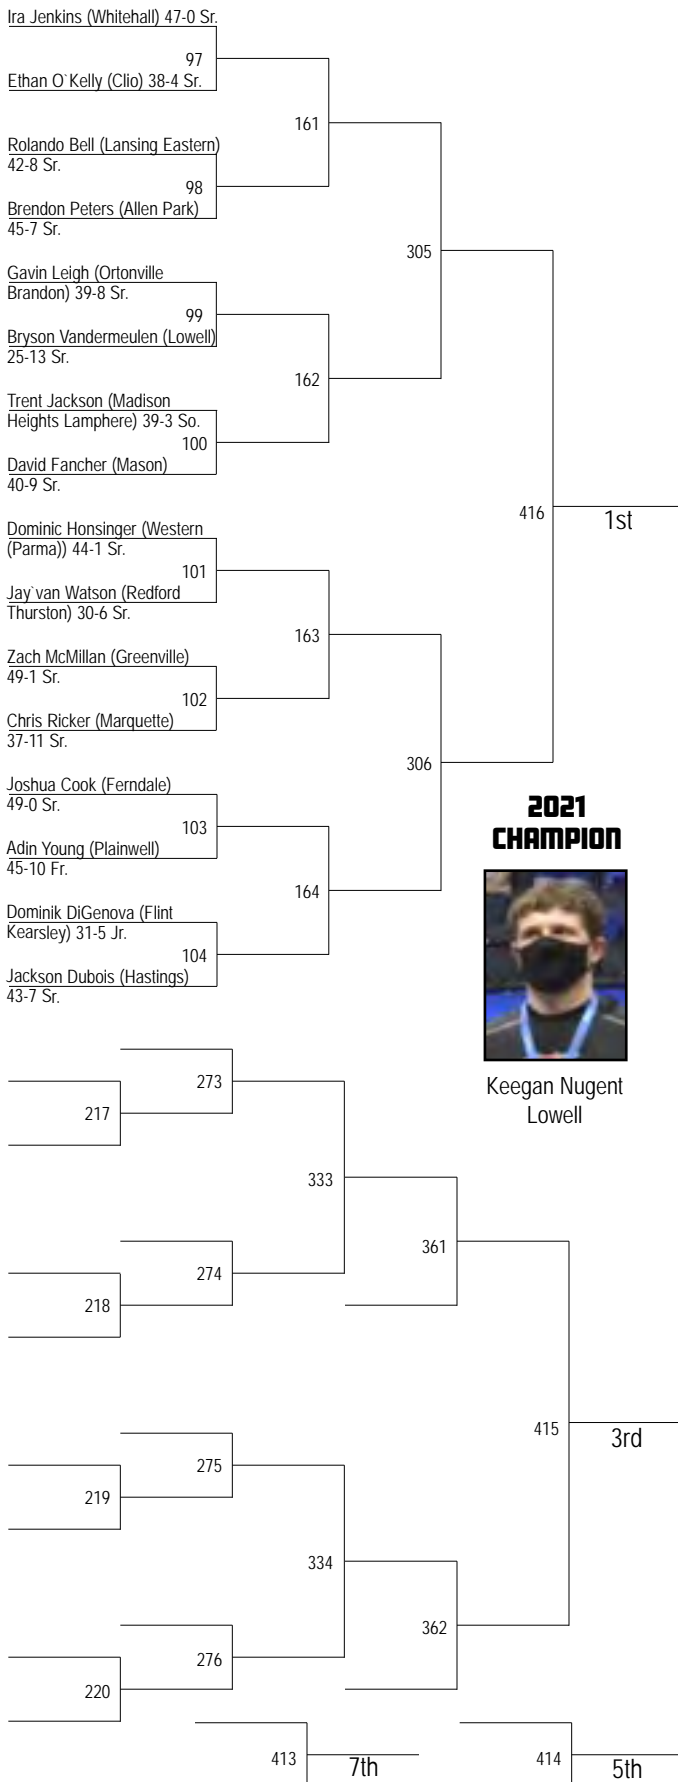 Ira Jenkins (Whitehall) 47-0 Sr.
97
Ethan O`Kelly (Clio) 38-4 Sr.
161
Rolando Bell (Lansing Eastern)
42-8 Sr.
98
Brendon Peters (Allen Park)
45-7 Sr.
305
Gavin Leigh (Ortonville
Brandon) 39-8 Sr.
99
Bryson Vandermeulen (Lowell)
25-13 Sr.
162
Trent Jackson (Madison
Heights Lamphere) 39-3 So.
100
David Fancher (Mason)
40-9 Sr.
416
1st
Dominic Honsinger (Western
(Parma)) 44-1 Sr.
101
Jay`van Watson (Redford
Thurston) 30-6 Sr.
163
Zach McMillan (Greenville)
49-1 Sr.
102
Chris Ricker (Marquette)
37-11 Sr.
306
Joshua Cook (Ferndale)
49-0 Sr.
103
Adin Young (Plainwell)
45-10 Fr.
164
Dominik DiGenova (Flint
Kearsley) 31-5 Jr.
104
Jackson Dubois (Hastings)
43-7 Sr.
2021
CHAMPION
Keegan Nugent
Lowell
273
217
333
274
218
361
415
3rd
275
219
334
276
220
362
413
7th
414
5th